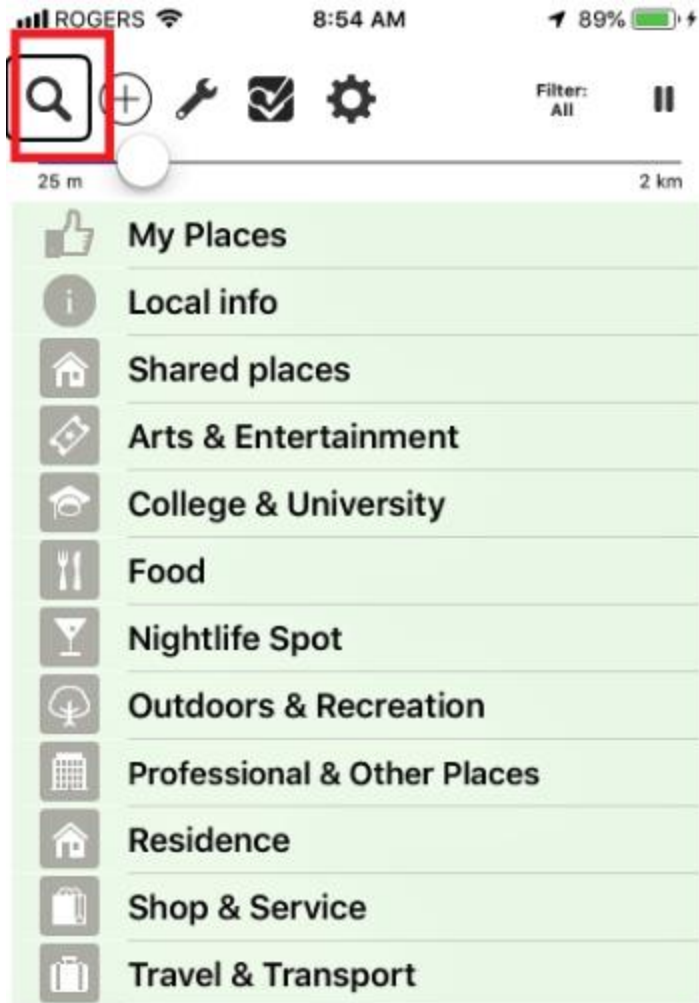 ROGERS 8:54 AM 89%
Filter:
All
25 m 2 km
My Places
Local info
Shared places
Arts & Entertainment
College & University
Food
Nightlife Spot
Outdoors & Recreation
Professional & Other Places
Residence
Shop & Service
Travel & Transport